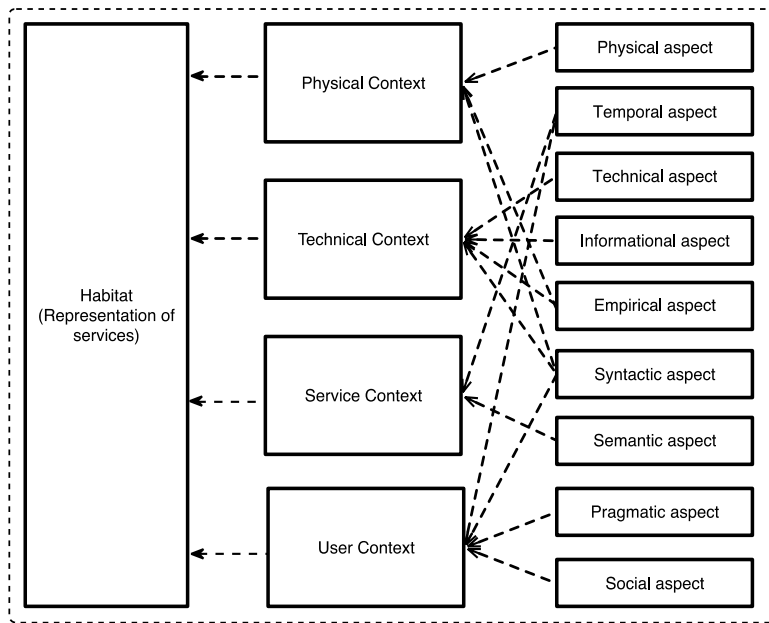 Habitat
(Representation of
services)
Physical Context
Technical Context
Service Context
User Context
Physical aspect
Temporal aspect
Technical aspect
Informational aspect
Empirical aspect
Syntactic aspect
Semantic aspect
Pragmatic aspect
Social aspect